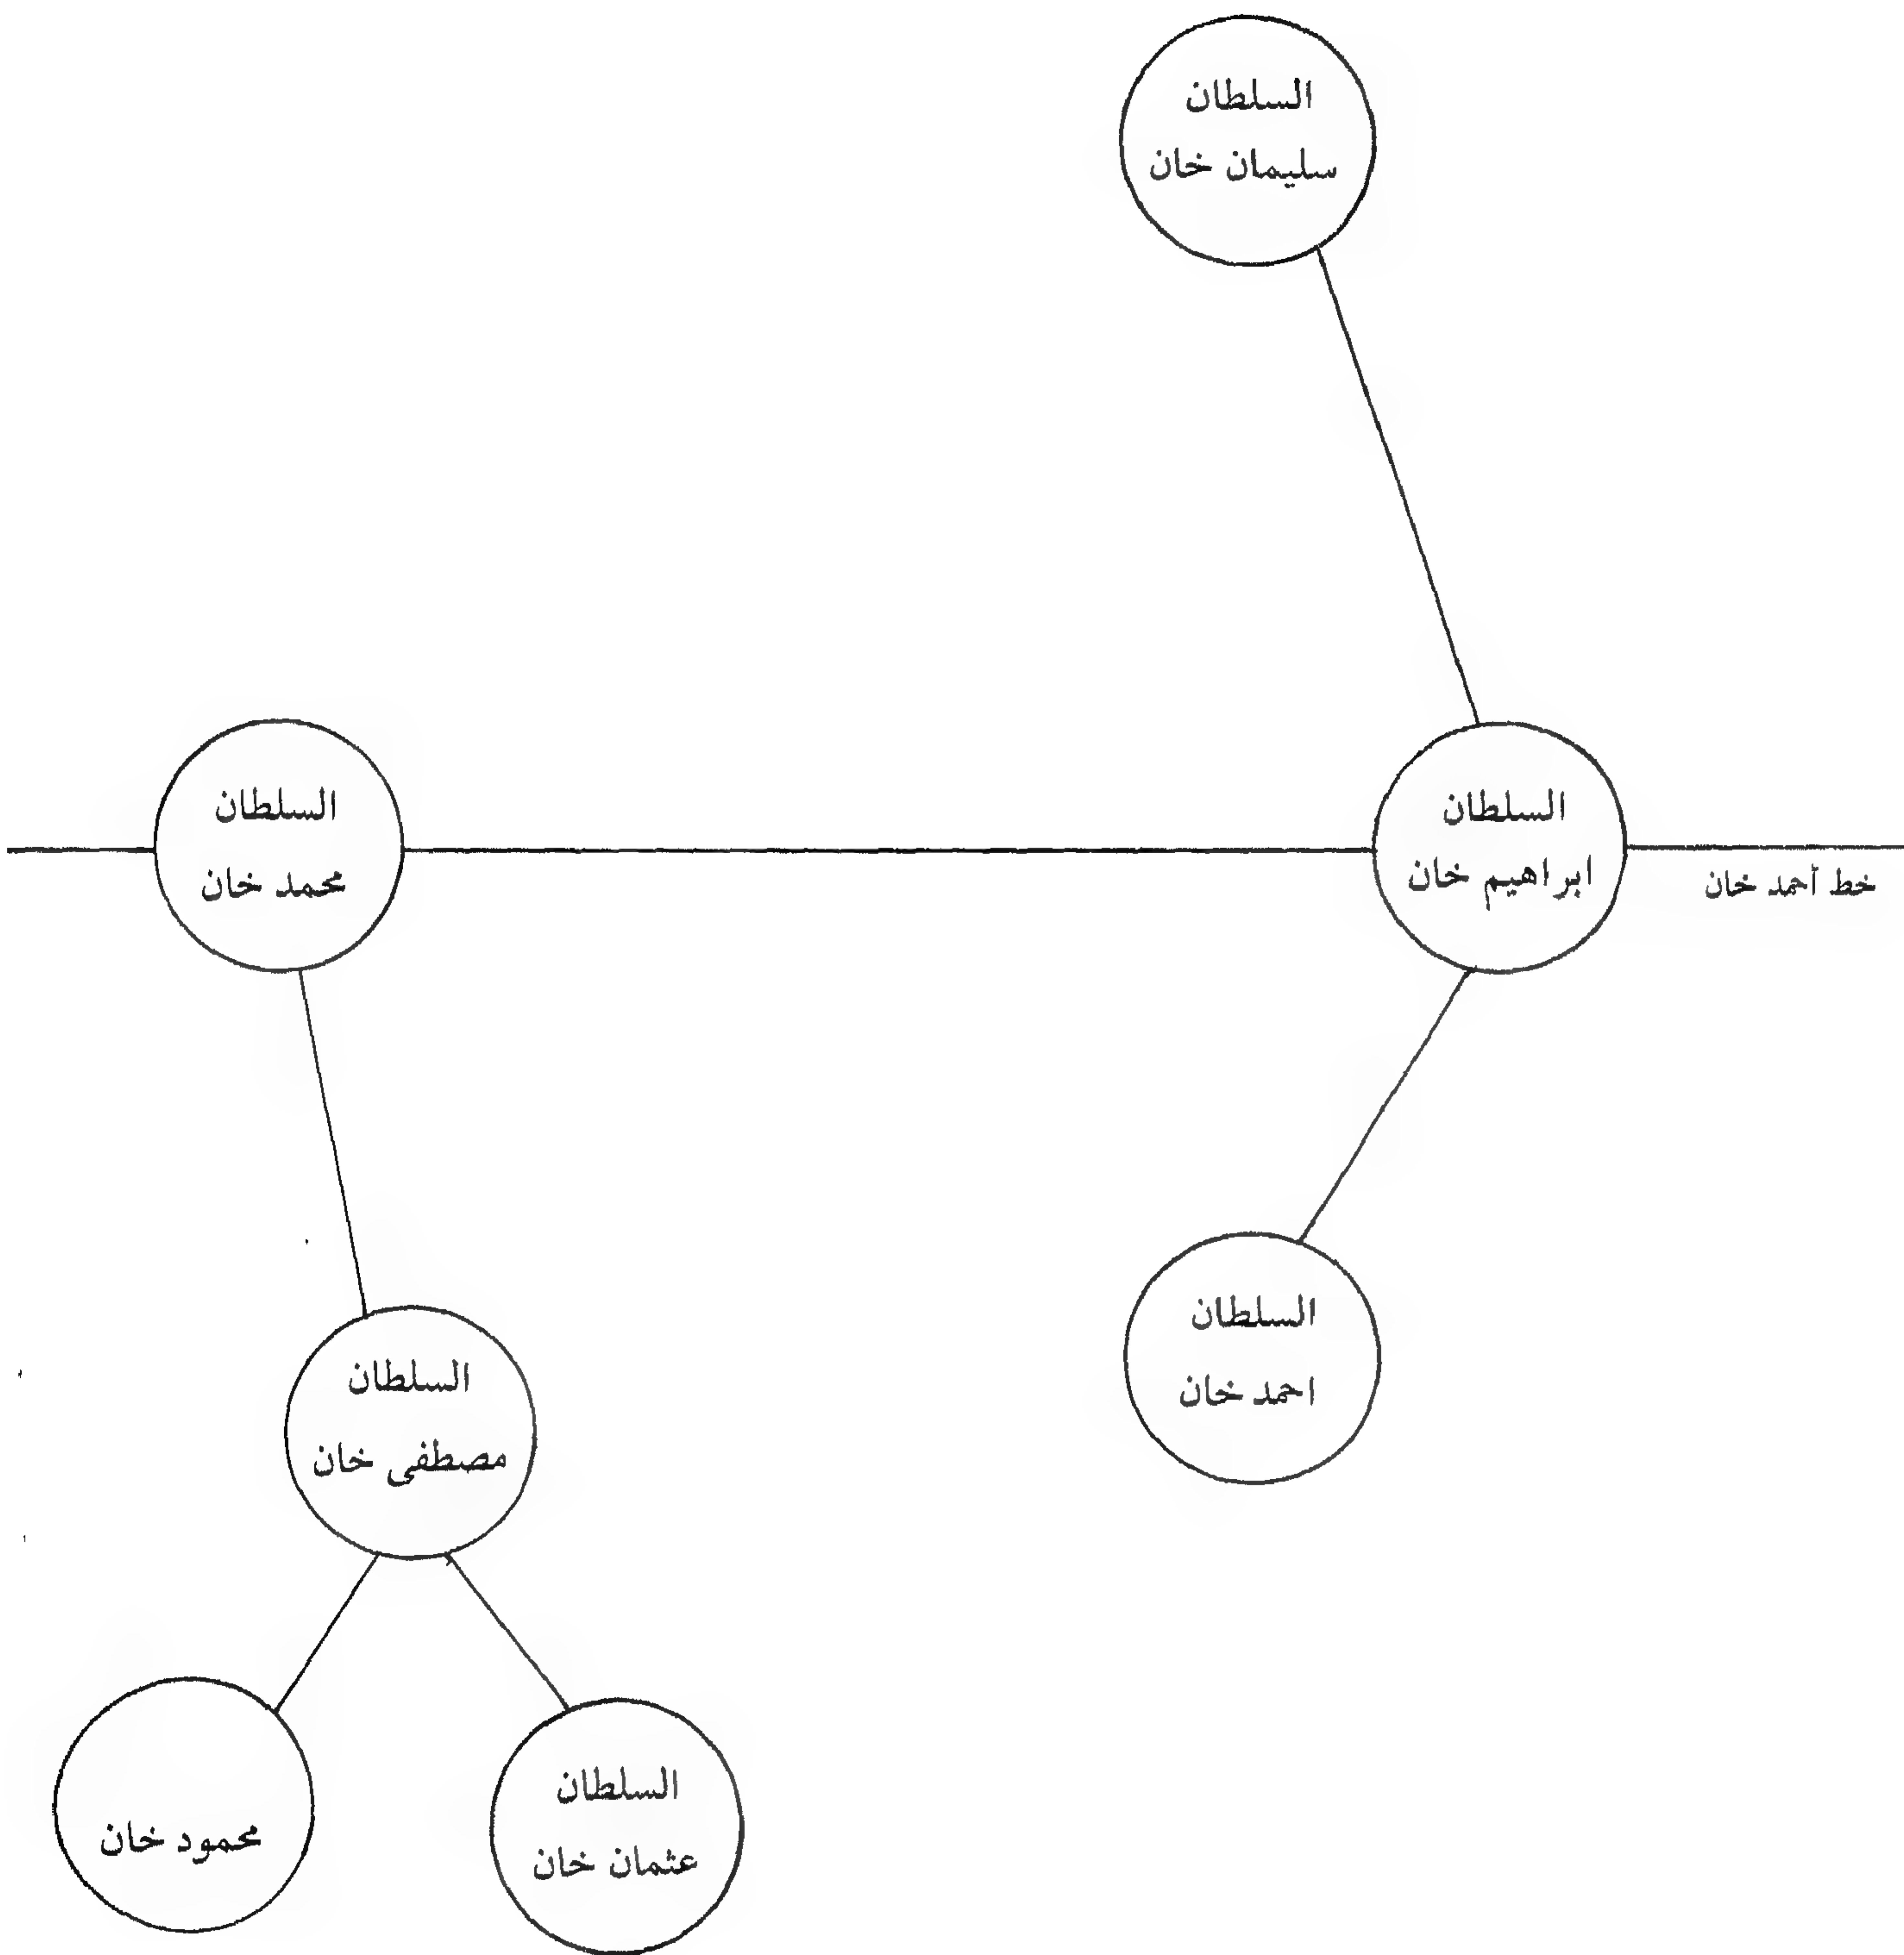 السلطان
سليمان خان
السلطان
ابراهيم خان
خط أحمد خان
السلطان
محمد خان
السلطان
احمد خان
السلطان
مصطفى خان
السلطان
عثمان خان
محمود خان